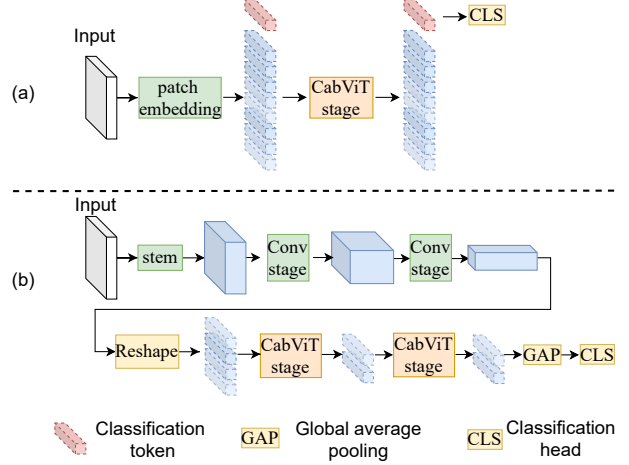 Input
CLS
(a)
patch
embedding
CabViT
stage
Input
(b)
stem
Conv
stage
Conv
stage
Reshape
CabViT
stage
CabViT
stage
GAP
CLS
Classification
token
GAP
Global average
pooling
CLS
Classification
head